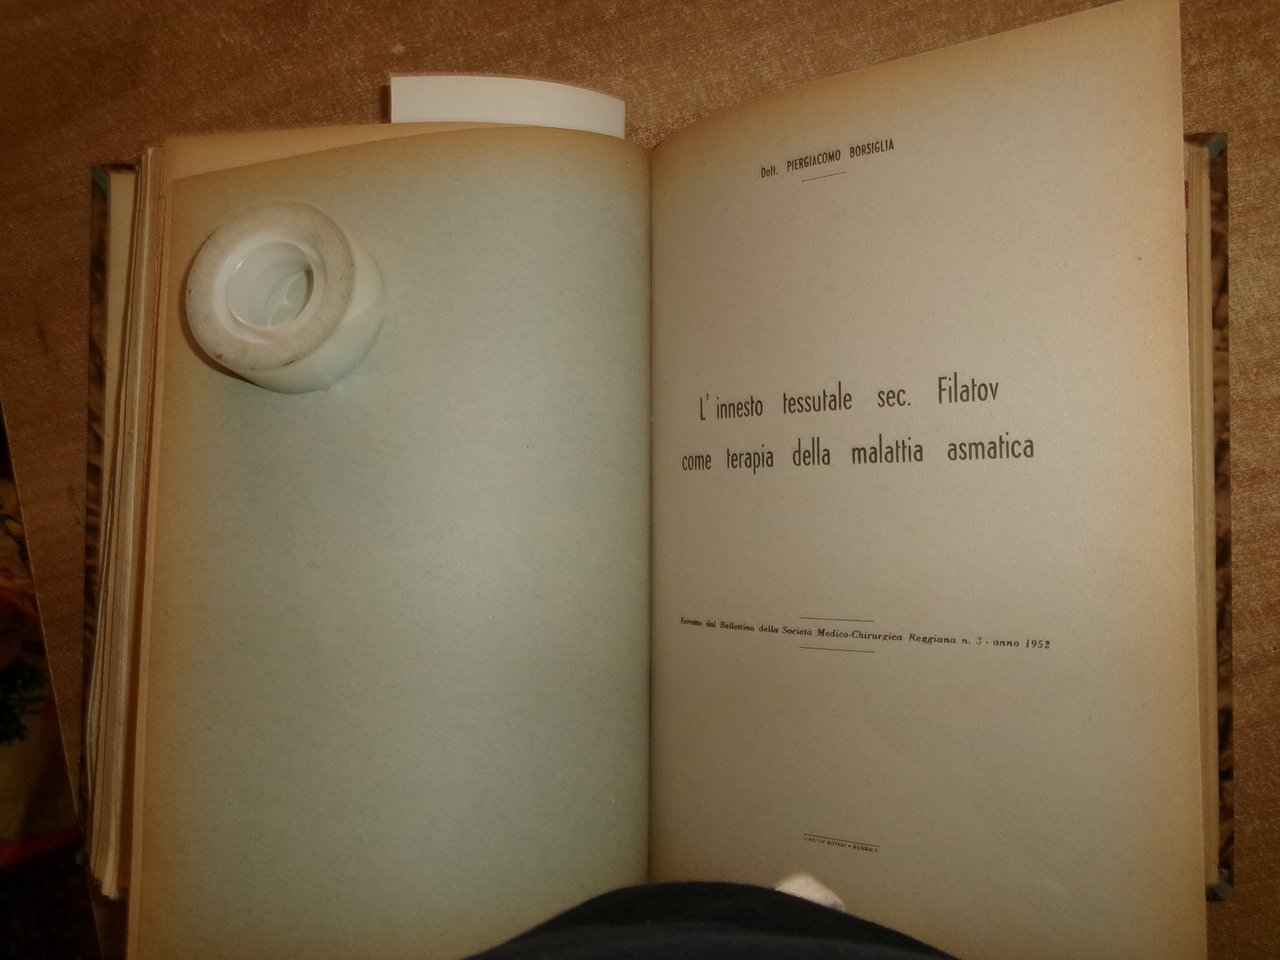 Dott. PIERGIACOMO BORSIGLIA
L' innesto tessutale sec. Filatov
come terapia della malattia asmatica
Estratto dal Bollettino della Società Medico-Chirurgica Reggiana n. 3 - anno 1952